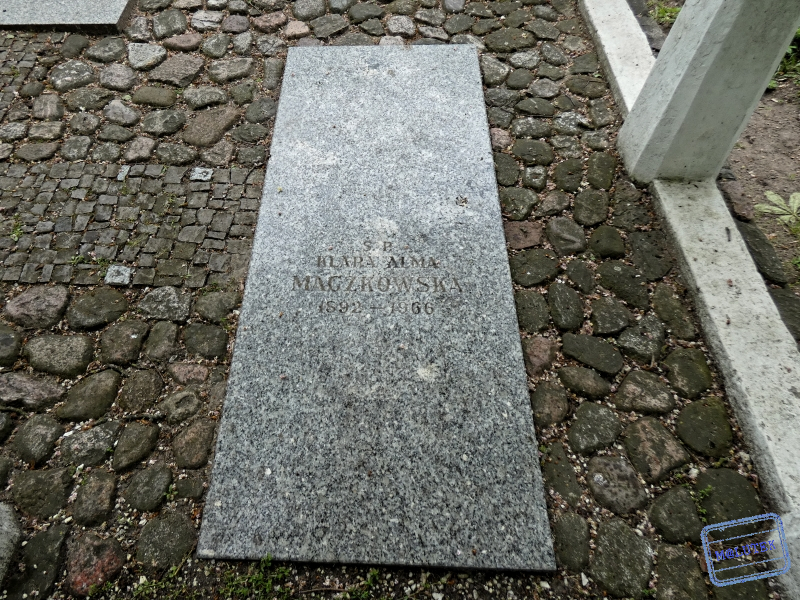 Ś. P.
KLARA ALMA
MACZKOWSKA
1892 - 1966